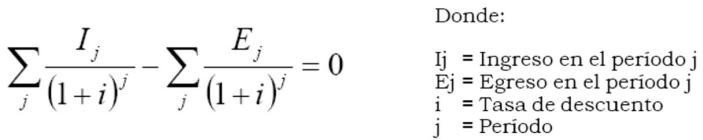 ∑_j I_j/(1+i)^j − ∑_j E_j/(1+i)^j = 0
Donde:
Ij = Ingreso en el período j
Ej = Egreso en el período j
i = Tasa de descuento
j = Período